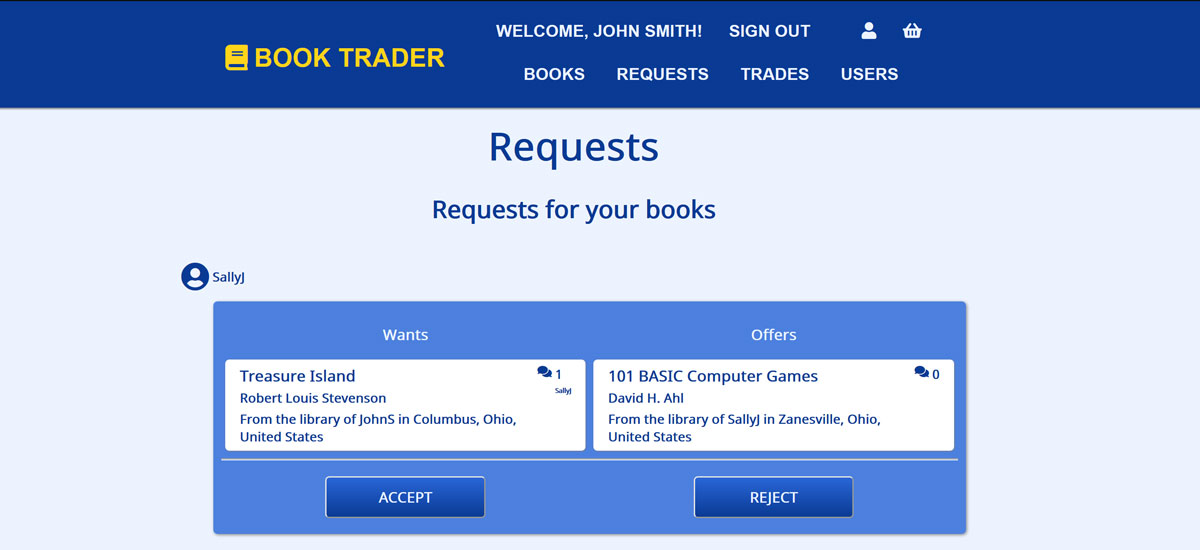 WELCOME, JOHN SMITH! SIGN OUT
BOOK TRADER
BOOKS REQUESTS TRADES USERS
Requests
Requests for your books
SallyJ
Wants
Offers
Treasure Island
1
SallyJ
Robert Louis Stevenson
From the library of JohnS in Columbus, Ohio,
United States
101 BASIC Computer Games
0
David H. Ahl
From the library of SallyJ in Zanesville, Ohio,
United States
ACCEPT
REJECT